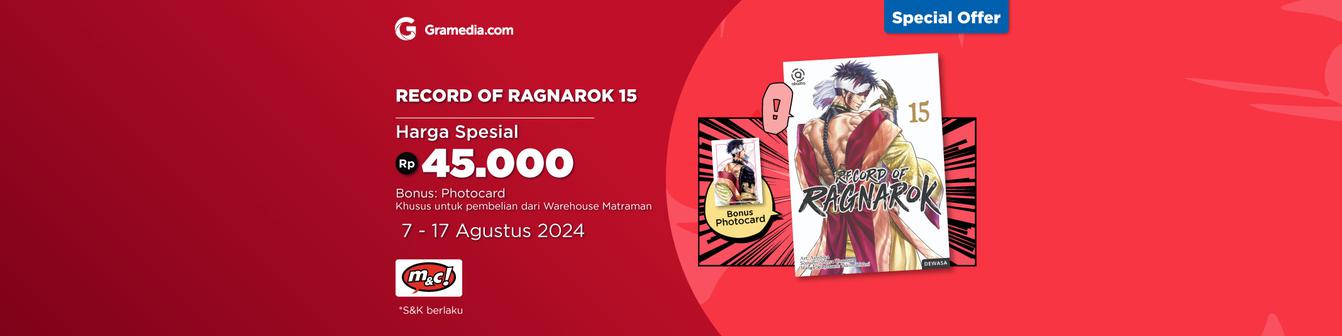 Gramedia.com
Special Offer
RECORD OF RAGNAROK 15
Harga Spesial
Rp 45.000
Bonus: Photocard
Khusus untuk pembelian dari Warehouse Matraman
7 - 17 Agustus 2024
m&c!
*S&K berlaku
!
15
RECORD OF
RAGNAROK
Bonus
Photocard
DEWASA